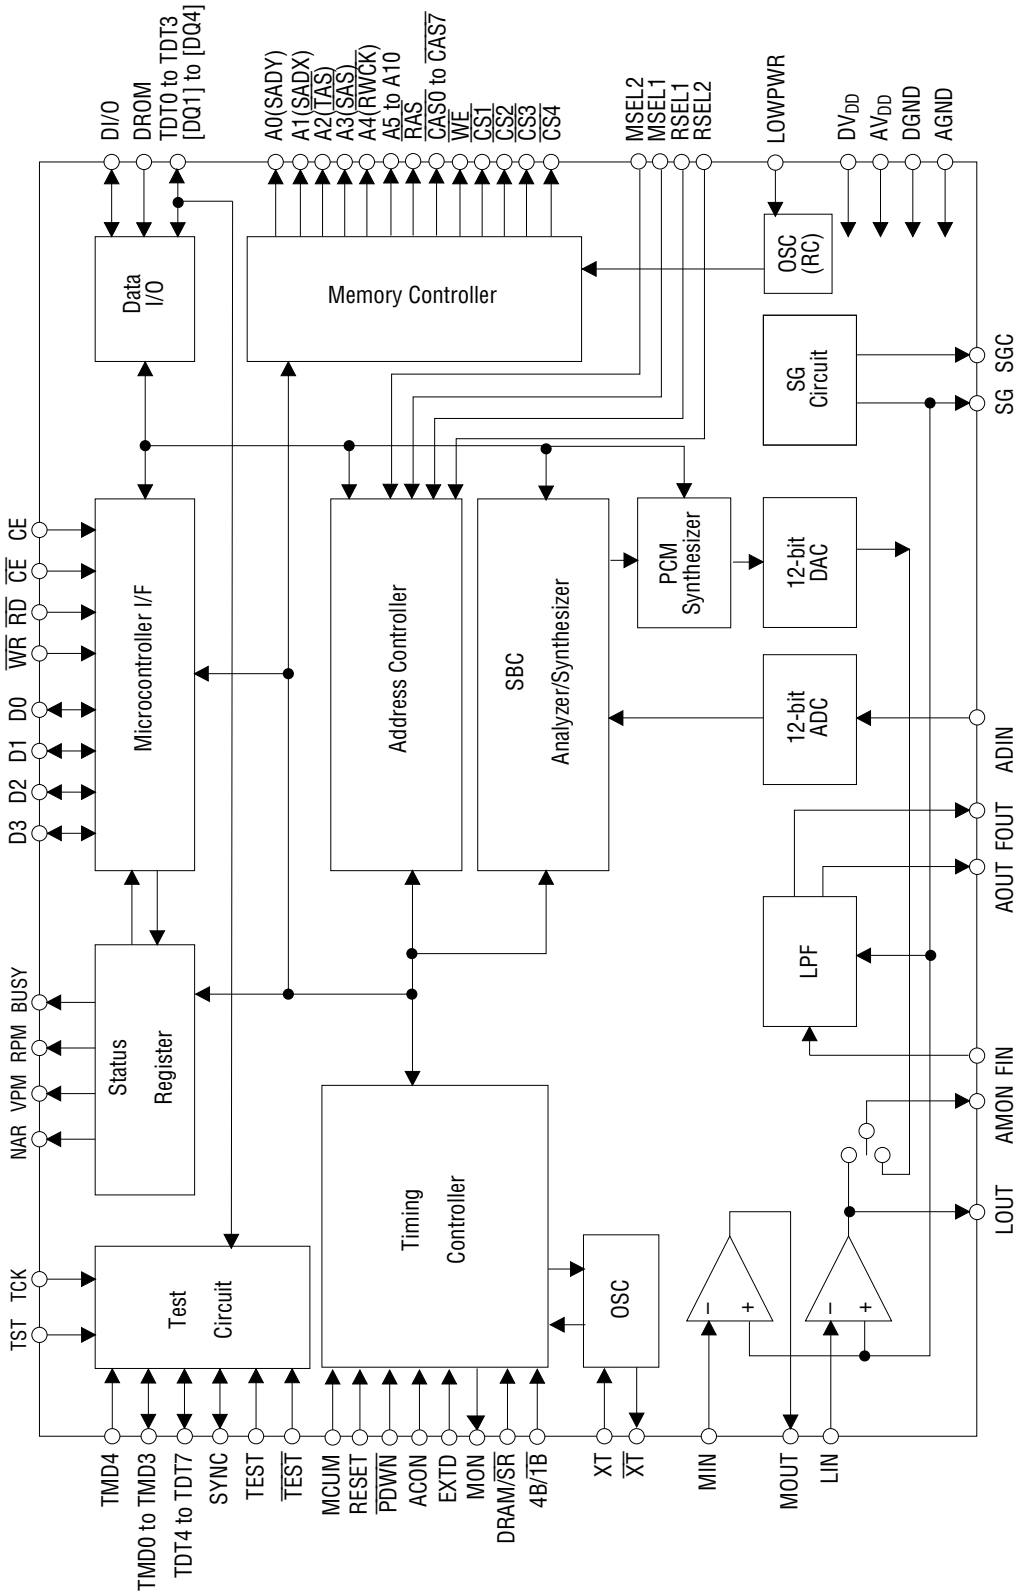 DI/O
DROM
TDT0 to TDT3
[DQ1] to [DQ4]
A0(SADY)
A1(SADX)
A2(TAS)
A3(SAS)
A4(RWCK)
A5 to A10
RAS
CAS0 to CAS7
WE
CS1
CS2
CS3
CS4
MSEL2
MSEL1
RSEL1
RSEL2
LOWPWR
DVDD
AVDD
DGND
AGND
Data
I/O
Memory Controller
OSC
(RC)
SG
Circuit
SGC
SG
CE
CE
RD
WR
D0
D1
D2
D3
Microcontroller I/F
Address Controller
SBC
Analyzer/Synthesizer
PCM
Synthesizer
12-bit
DAC
12-bit
ADC
ADIN
FOUT
AOUT
LPF
FIN
AMON
LOUT
BUSY
RPM
VPM
NAR
Status
Register
Timing
Controller
TCK
TST
Test
Circuit
OSC
−
+
−
+
TMD4
TMD0 to TMD3
TDT4 to TDT7
SYNC
TEST
TEST
MCUM
RESET
PDWN
ACON
EXTD
MON
DRAM/SR
4B/1B
XT
XT
MIN
MOUT
LIN